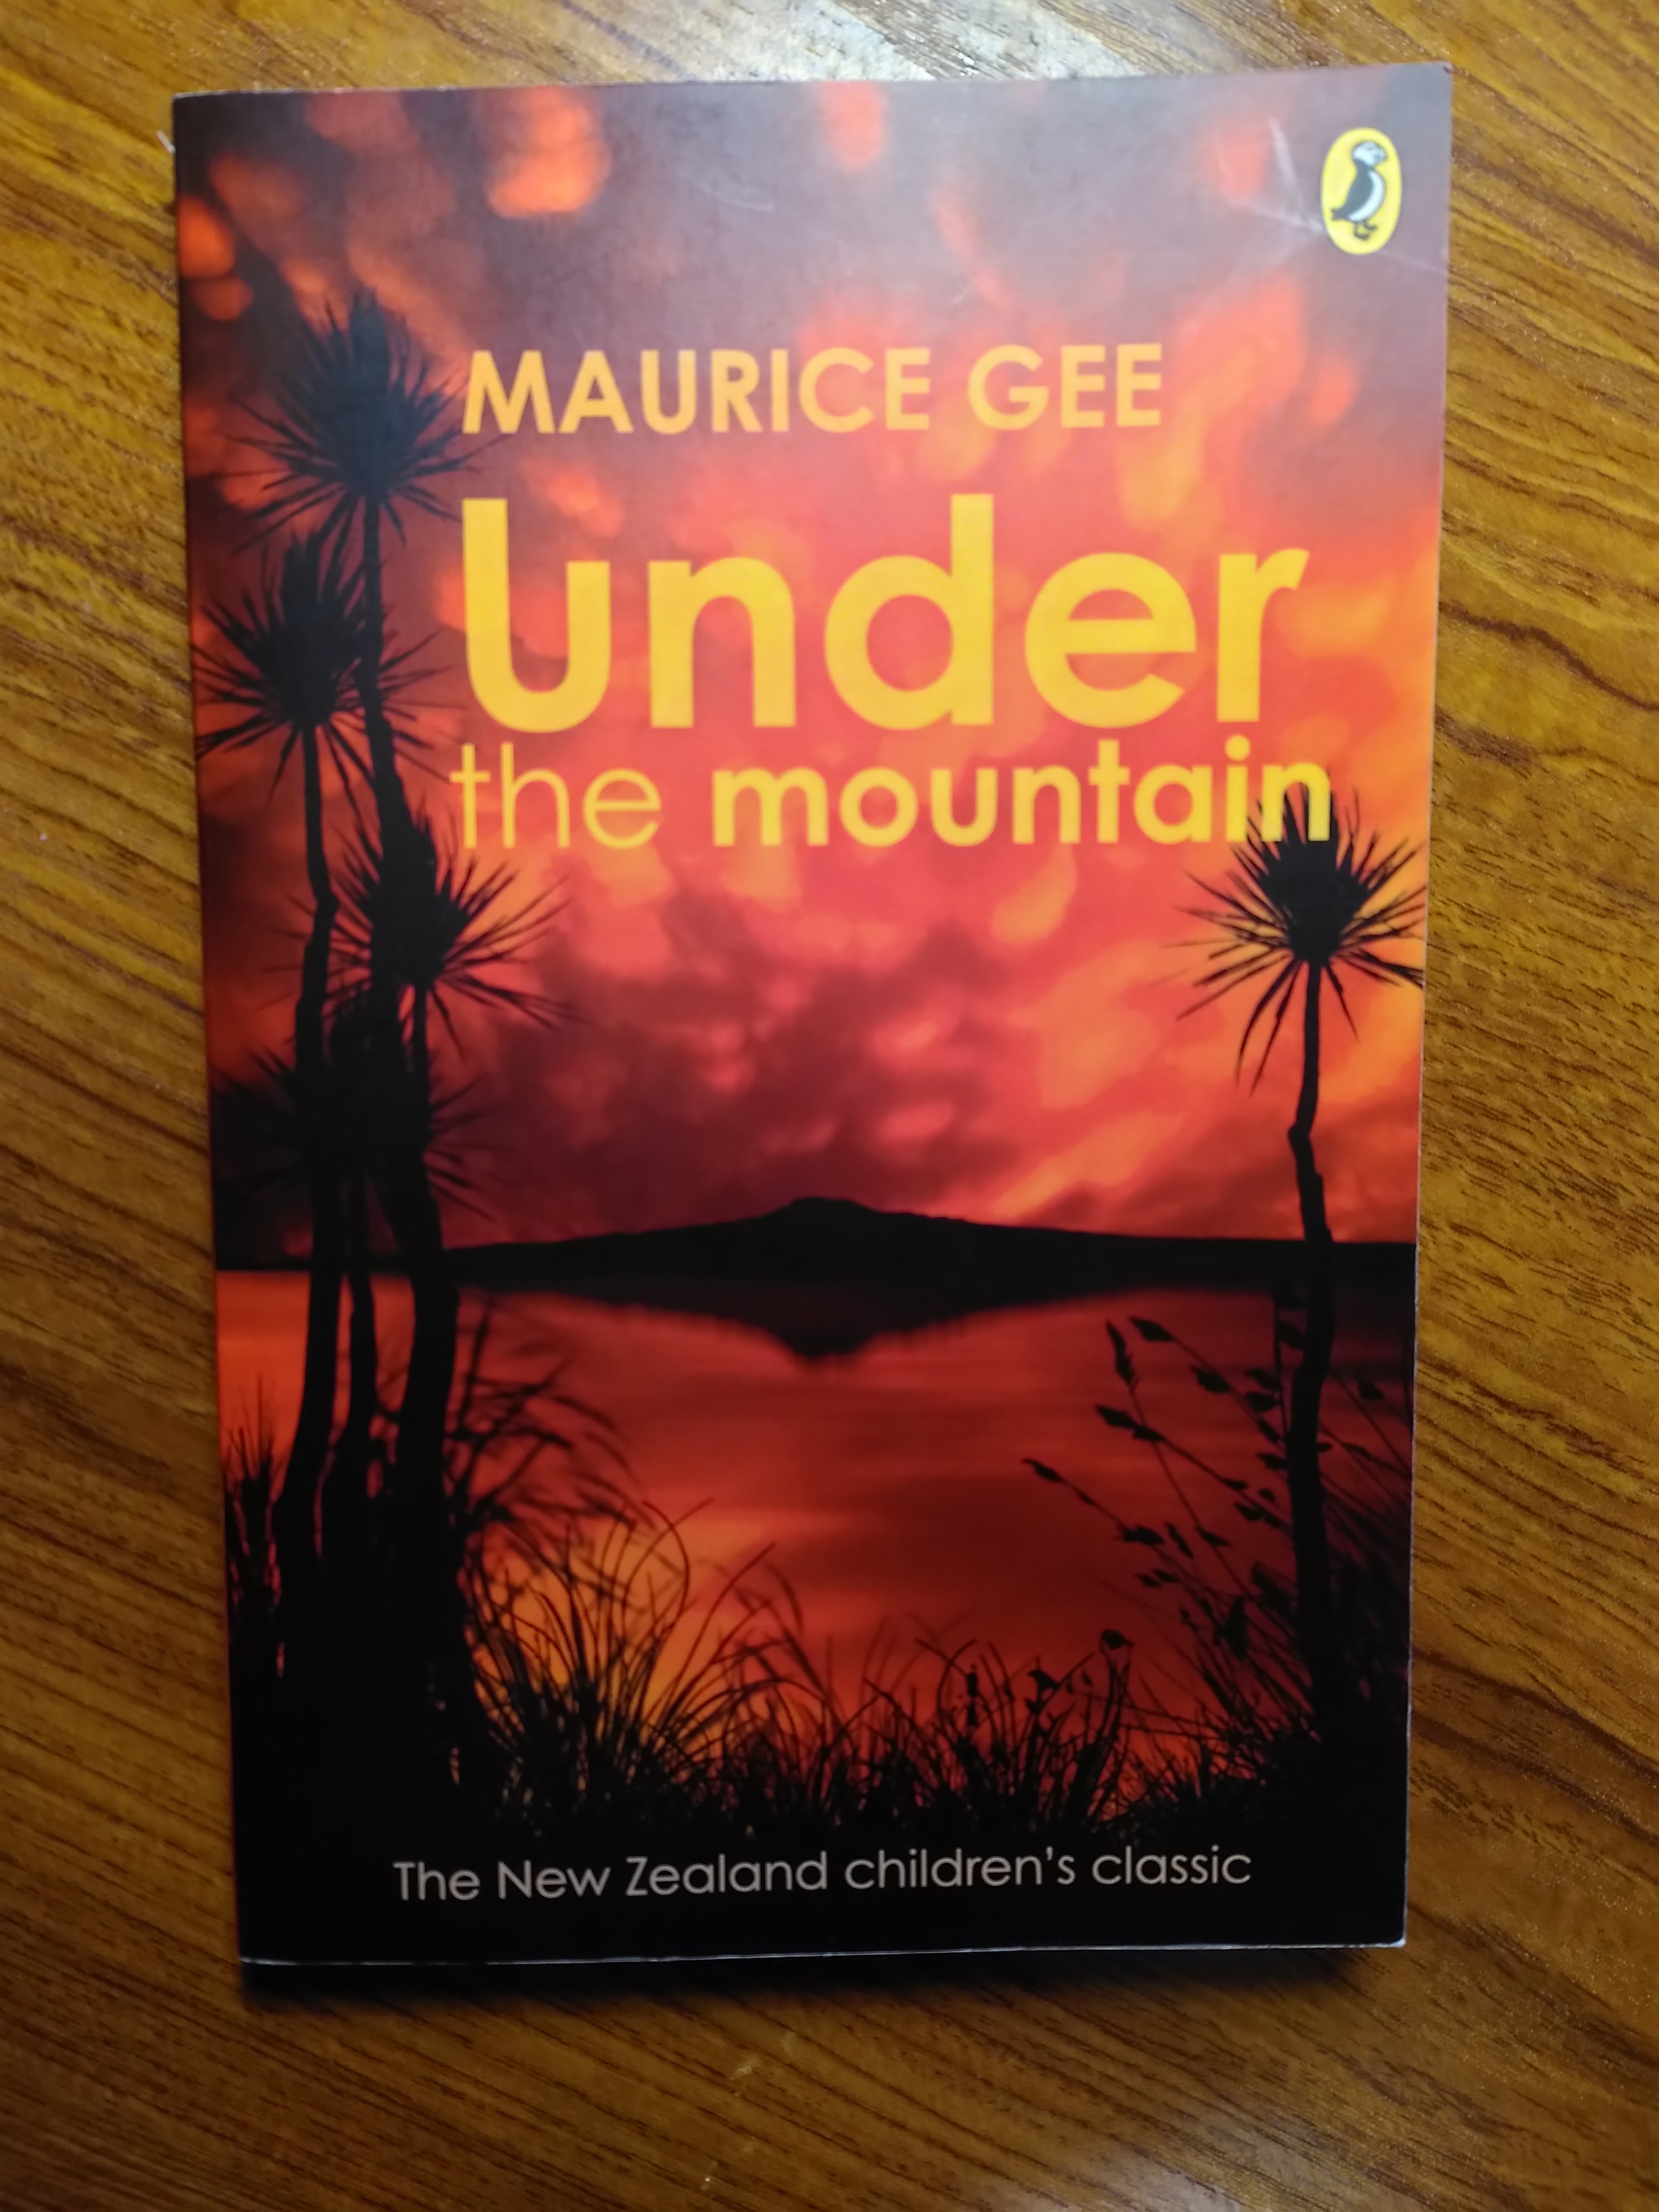 MAURICE GEE
Under
the mountain
The New Zealand children's classic